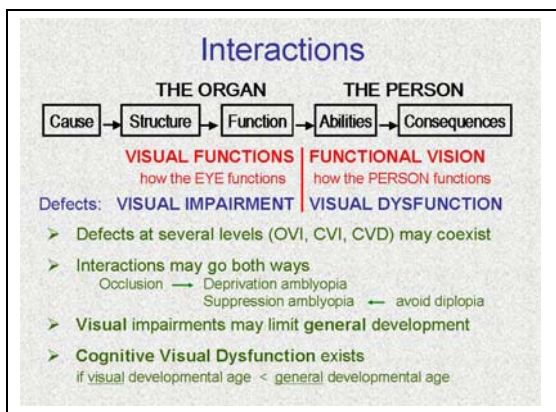 Interactions
THE ORGAN THE PERSON
Cause → Structure → Function → Abilities → Consequences
VISUAL FUNCTIONS FUNCTIONAL VISION
how the EYE functions how the PERSON functions
Defects: VISUAL IMPAIRMENT VISUAL DYSFUNCTION
➤ Defects at several levels (OVI, CVI, CVD) may coexist
➤ Interactions may go both ways
Occlusion → Deprivation amblyopia
Suppression amblyopia ← avoid diplopia
➤ Visual impairments may limit general development
➤ Cognitive Visual Dysfunction exists
if visual developmental age < general developmental age